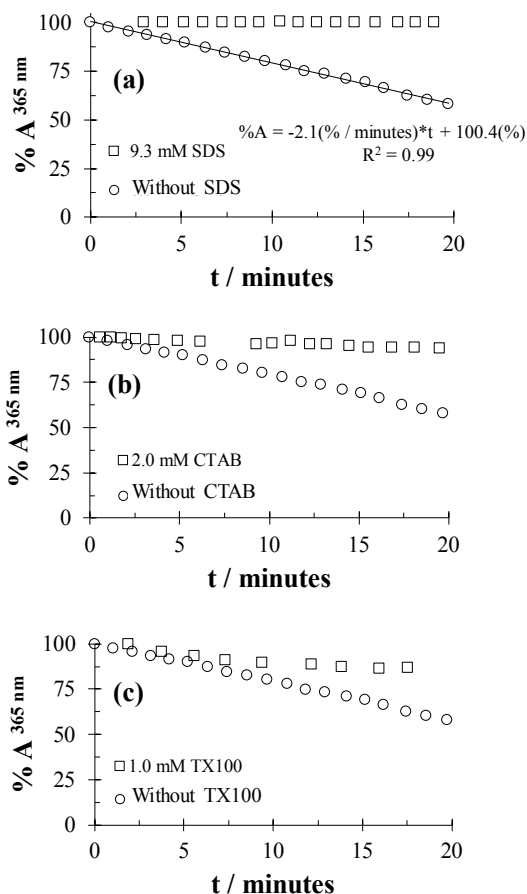 100
75
50
25
0
% A 365 nm
(a)
%A = -2.1(% / minutes)*t + 100.4(%)
R² = 0.99
9.3 mM SDS
Without SDS
0 5 10 15 20
t / minutes
100
75
50
25
0
% A 365 nm
(b)
2.0 mM CTAB
Without CTAB
0 5 10 15 20
t / minutes
100
75
50
25
0
% A 365 nm
(c)
1.0 mM TX100
Without TX100
0 5 10 15 20
t / minutes